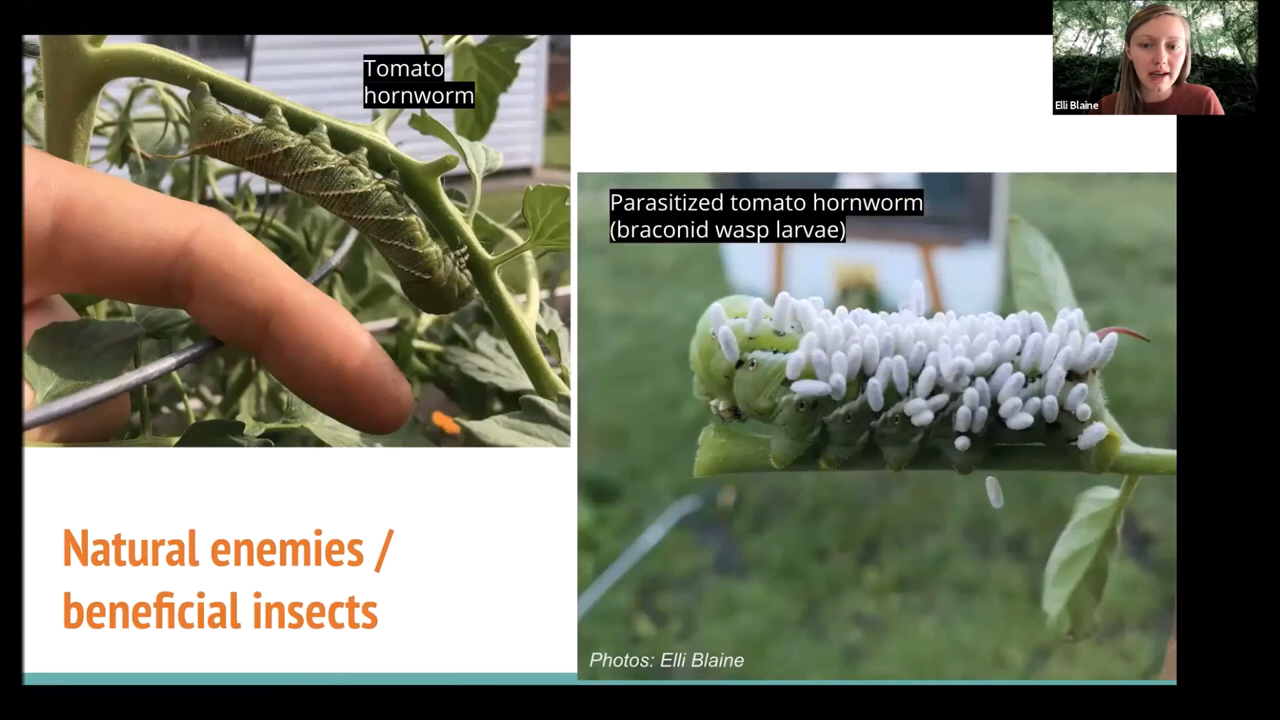 Tomato
hornworm
Elli Blaine
Parasitized tomato hornworm
(braconid wasp larvae)
Natural enemies /
beneficial insects
Photos: Elli Blaine